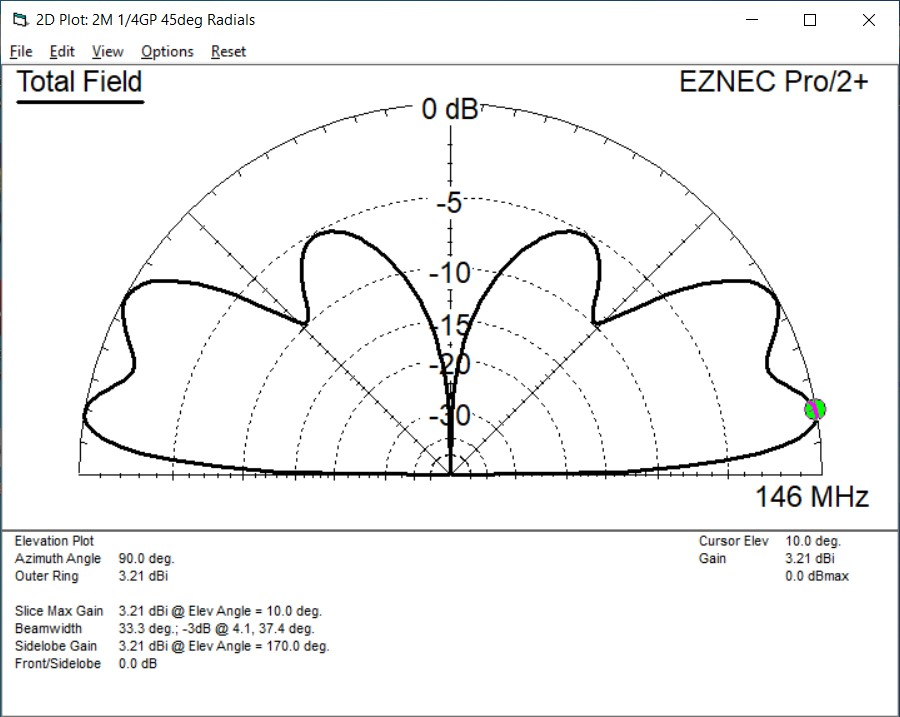 2D Plot: 2M 1/4GP 45deg Radials
File Edit View Options Reset
Total Field
EZNEC Pro/2+
0 dB
-5
-10
-15
-20
-30
146 MHz
Elevation Plot
Azimuth Angle 90.0 deg.
Outer Ring 3.21 dBi
Cursor Elev 10.0 deg.
Gain 3.21 dBi
0.0 dBmax
Slice Max Gain 3.21 dBi @ Elev Angle = 10.0 deg.
Beamwidth 33.3 deg.; -3dB @ 4.1, 37.4 deg.
Sidelobe Gain 3.21 dBi @ Elev Angle = 170.0 deg.
Front/Sidelobe 0.0 dB